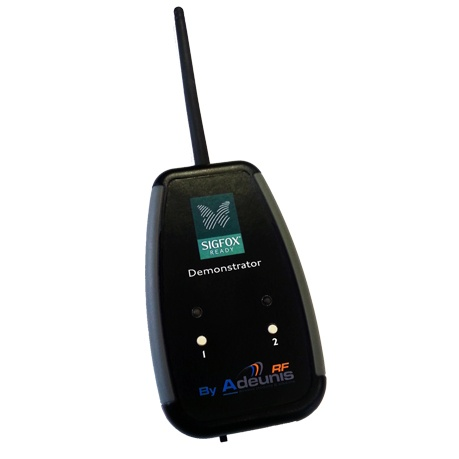 SIGFOX
READY
Demonstrator
1 2
By Adeunis RF